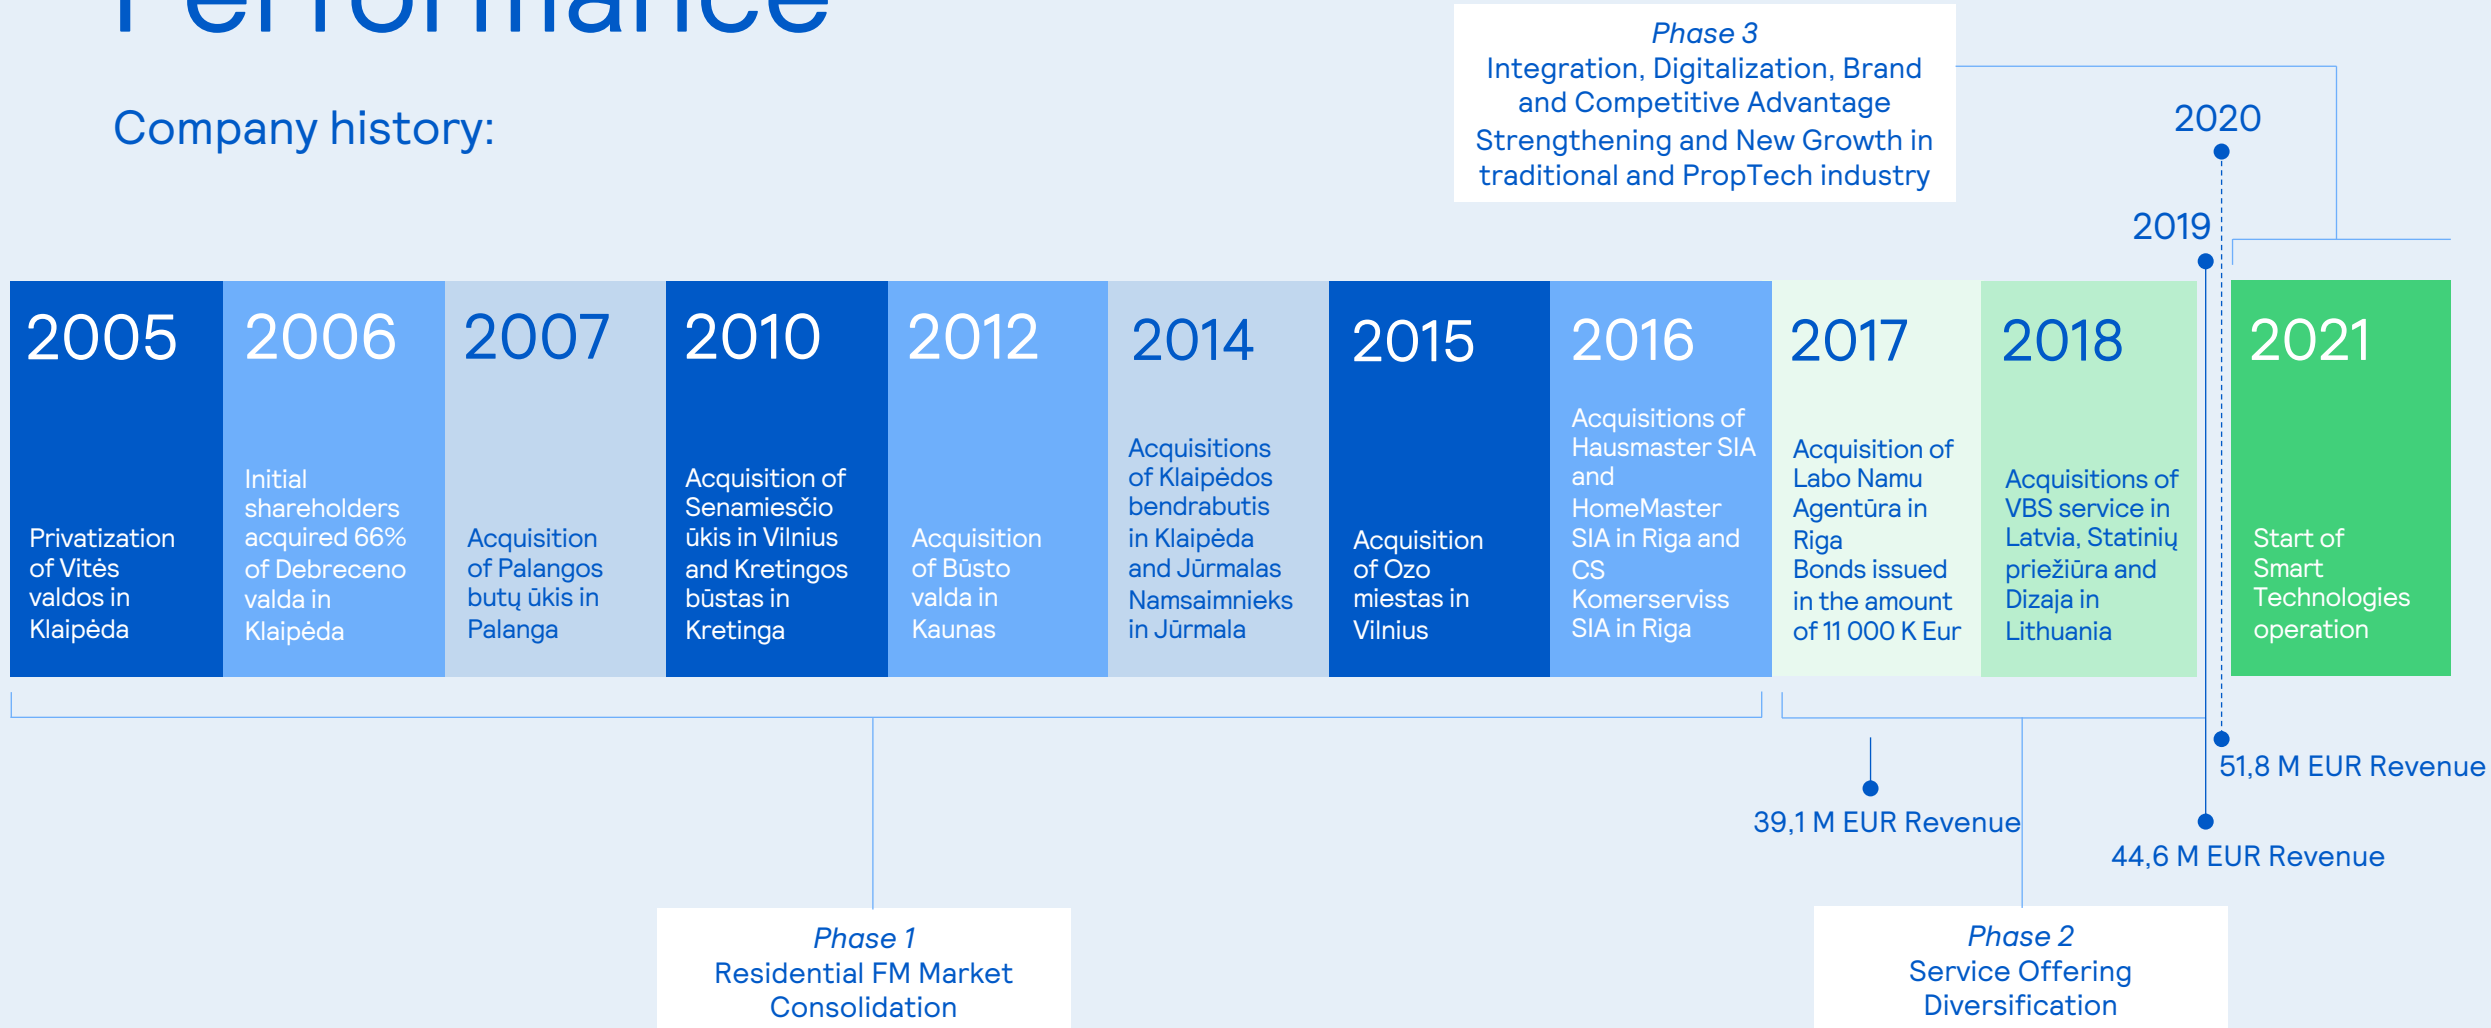 Performance
Company history:
Phase 3
Integration, Digitalization, Brand
and Competitive Advantage
Strengthening and New Growth in
traditional and PropTech industry
2020
2019
2005
Privatization
of Vitės
valdos in
Klaipėda
2006
Initial
shareholders
acquired 66%
of Debreceno
valda in
Klaipėda
2007
Acquisition
of Palangos
butų ūkis in
Palanga
2010
Acquisition of
Senamiesčio
ūkis in Vilnius
and Kretingos
būstas in
Kretinga
2012
Acquisition
of Būsto
valda in
Kaunas
2014
Acquisitions
of Klaipėdos
bendrabutis
in Klaipėda
and Jūrmalas
Namsaimnieks
in Jūrmala
2015
Acquisition
of Ozo
miestas in
Vilnius
2016
Acquisitions of
Hausmaster SIA
and
HomeMaster
SIA in Riga and
CS
Komerserviss
SIA in Riga
2017
Acquisition of
Labo Namu
Agentūra in
Riga
Bonds issued
in the amount
of 11 000 K Eur
2018
Acquisitions of
VBS service in
Latvia, Statinių
priežiūra and
Dizaja in
Lithuania
2021
Start of
Smart
Technologies
operation
51,8 M EUR Revenue
39,1 M EUR Revenue
44,6 M EUR Revenue
Phase 1
Residential FM Market
Consolidation
Phase 2
Service Offering
Diversification